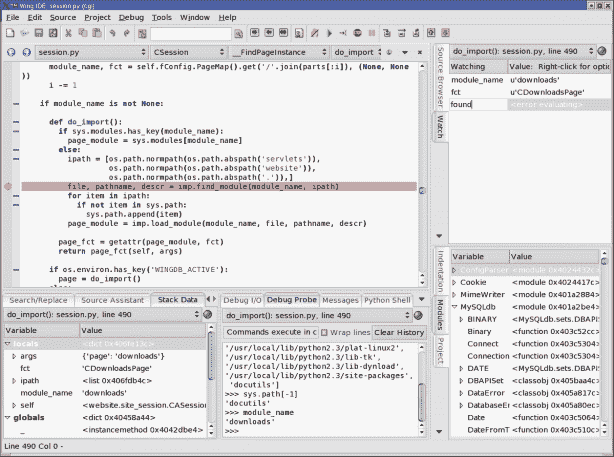 Wing IDE: session.py (cgi)
File Edit Source Project Debug Tools Window Help
session.py CSession __FindPageInstance do_import
module_name, fct = self.fConfig.PageMap().get('/'.join(parts[:i]), (None, None
))
i -= 1
if module_name is not None:
def do_import():
if sys.modules.has_key(module_name):
page_module = sys.modules[module_name]
else:
ipath = [os.path.normpath(os.path.abspath('servlets')),
os.path.normpath(os.path.abspath('website')),
os.path.normpath(os.path.abspath('.')),]
file, pathname, descr = imp.find_module(module_name, ipath)
for item in ipath:
if not item in sys.path:
sys.path.append(item)
page_module = imp.load_module(module_name, file, pathname, descr)
page_fct = getattr(page_module, fct)
return page_fct(self, args)
if os.environ.has_key('WINGDB_ACTIVE'):
page = do_import()
Source Browser
Watch
do_import(): session.py, line 490
Watching Value: Right-click for optio
module_name u'downloads'
fct u'CDownloadsPage'
found <error evaluating>
Indentation
Modules
Project
Variable Value
ConfigParser <module 0x4024432c>
Cookie <module 0x4024417c>
MimeWriter <module 0x401a2884>
MySQLdb <module 0x401a2be4>
BINARY <MySQLdb.sets.DBAPI
Binary <function 0x403c52cc>
Connect <function 0x403c5304>
Connection <function 0x403c5304>
DATE <MySQLdb.sets.DBAPI
DBAPISet <classobj 0x405baa4c>
DataError <classobj 0x405a817c>
DatabaseEr <classobj 0x405a80ec>
Date <function 0x403c5064>
DateFromT <function 0x403c510c>
Search/Replace Source Assistant Stack Data
do_import(): session.py, line 490
Variable Value
locals <dict 0x406fe13c>
args {'page': 'downloads'}
fct 'CDownloadsPage'
ipath <list 0x406fdb4c>
module_name 'downloads'
self <website.site_session.CASession
globals <dict 0x40458a44>
_ <instancemethod 0x4042dbe4>
Debug I/O Debug Probe Messages Python Shell
do_import(): session.py, line 490
Commands execute in c Wrap lines Clear History
'/usr/local/lib/python2.3/plat-linux2',
'/usr/local/lib/python2.3/lib-tk',
'/usr/local/lib/python2.3/lib-dynload',
'/usr/local/lib/python2.3/site-packages',
'docutils']
>>> sys.path[-1]
'docutils'
>>> module_name
'downloads'
>>>
Line 490 Col 0 -